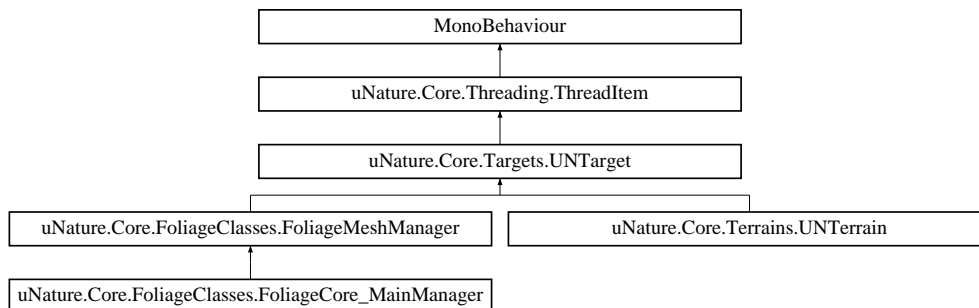 MonoBehaviour
uNature.Core.Threading.ThreadItem
uNature.Core.Targets.UNTarget
uNature.Core.FoliageClasses.FoliageMeshManager
uNature.Core.Terrains.UNTerrain
uNature.Core.FoliageClasses.FoliageCore_MainManager